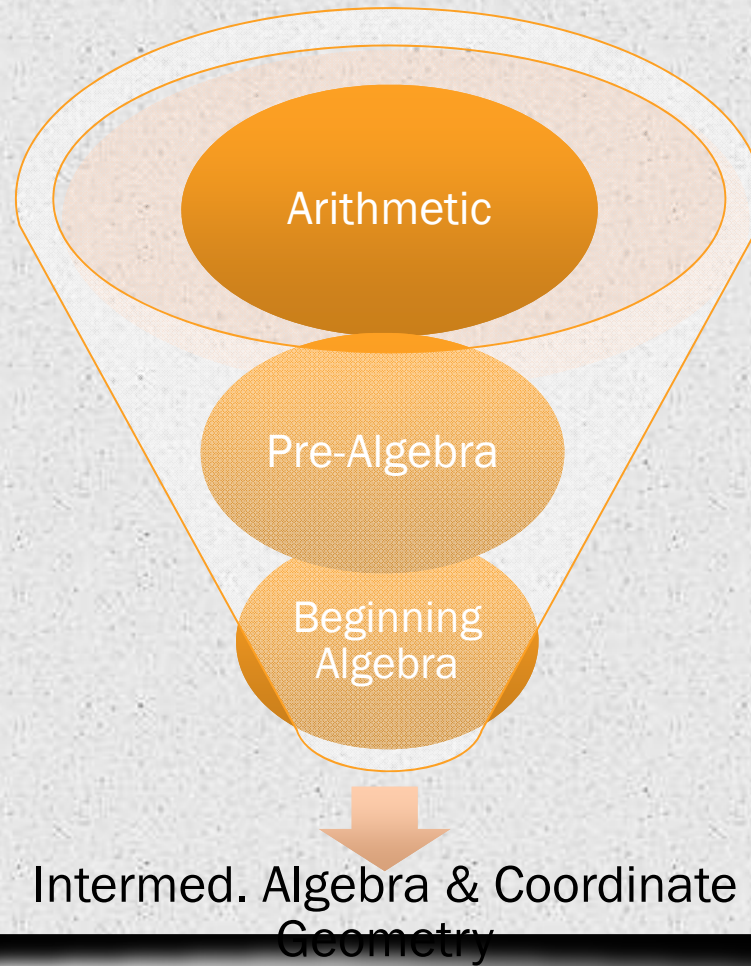 Arithmetic
Pre-Algebra
Beginning
Algebra
Intermed. Algebra & Coordinate
Geometry